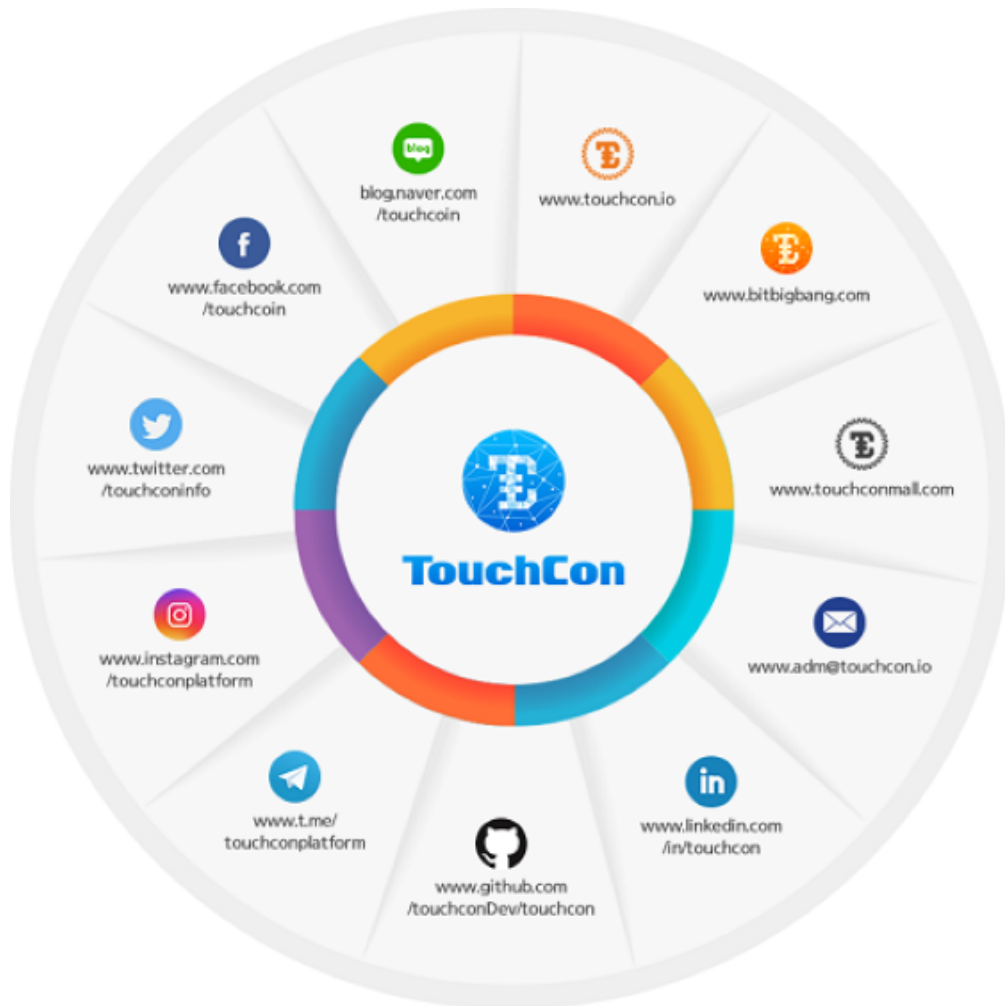 blog
blog.naver.com
/touchcoin
www.touchcon.io
www.bitbigbang.com
www.touchconmall.com
www.adm@touchcon.io
in
www.linkedin.com
/in/touchcon
www.github.com
/touchconDev/touchcon
www.t.me/
touchconplatform
www.instagram.com
/touchconplatform
www.twitter.com
/touchconinfo
f
www.facebook.com
/touchcoin
TouchCon